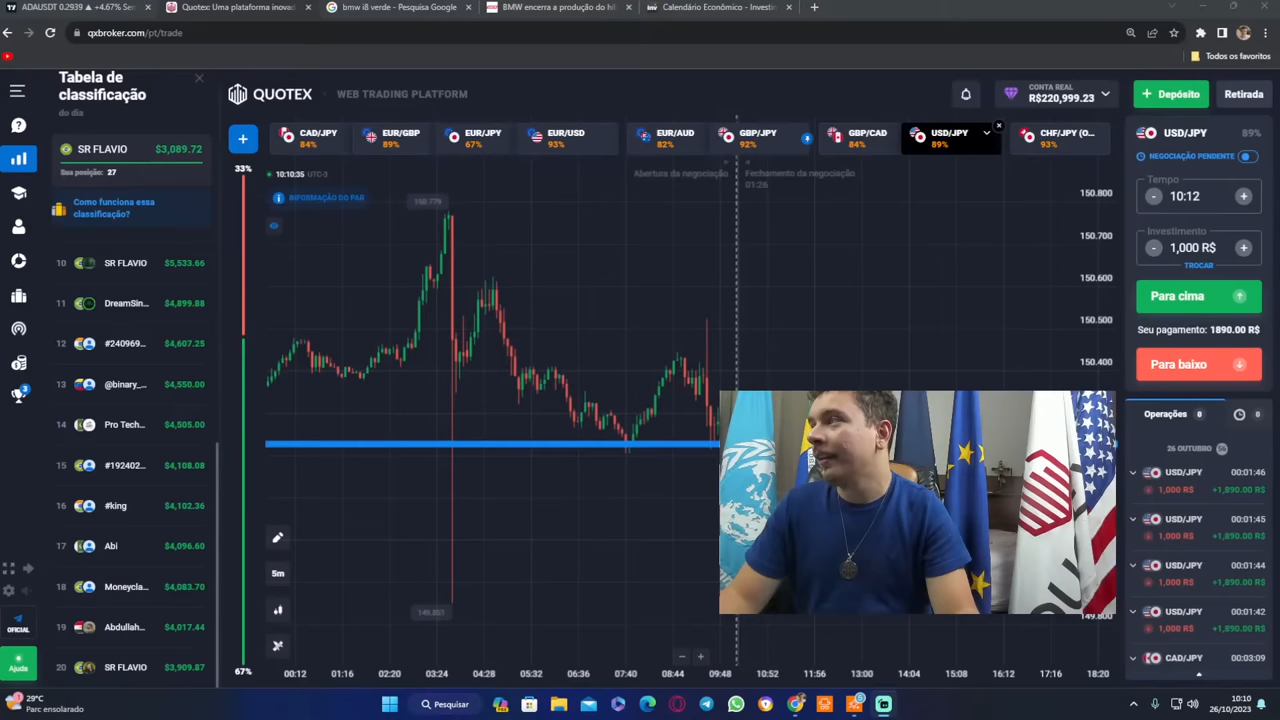 ADAUSDT 0.2939 ▲ +4.67% Se
Quotex: Uma plataforma inovad
bmw i8 verde - Pesquisa Google
BMW encerra a produção do hí
Calendário Econômico - Investin
qxbroker.com/pt/trade
Todos os favoritos
Tabela de
classificação
do dia
SR FLAVIO $3,089.72
Sua posição: 27
Como funciona essa
classificação?
10 SR FLAVIO $5,533.66
11 DreamSin... $4,899.88
12 #240969... $4,607.25
13 @binary_... $4,550.00
14 Pro Tech... $4,505.00
15 #192402... $4,108.08
16 #king $4,102.36
17 Abi $4,096.60
18 Moneycla... $4,083.70
19 Abdullah... $4,017.44
20 SR FLAVIO $3,909.87
OFICIAL
Ajuda
3
QUOTEX WEB TRADING PLATFORM
CONTA REAL
R$220,999.23
+ Depósito
Retirada
CAD/JPY
84%
EUR/GBP
89%
EUR/JPY
67%
EUR/USD
93%
EUR/AUD
82%
GBP/JPY
92%
GBP/CAD
84%
USD/JPY
89%
CHF/JPY (O...
93%
33%
10:10:35 UTC-3
INFORMAÇÃO DO PAR
Abertura da negociação
Fechamento da negociação
01:26
150.779
150.800
150.700
150.600
150.500
150.400
149.800
5m
67%
00:12 01:16 02:20 03:24 04:28 05:32 06:36 07:40 08:44 09:48 10:52 11:56 13:00 14:04 15:08 16:12 17:16 18:20
USD/JPY 89%
NEGOCIAÇÃO PENDENTE
Tempo
- 10:12 +
Investimento
- 1,000 R$ +
TROCAR
Para cima
Seu pagamento: 1890.00 R$
Para baixo
Operações 0 0
26 OUTUBRO
USD/JPY 00:01:46
1,000 R$ +1,890.00 R$
USD/JPY 00:01:45
1,000 R$ +1,890.00 R$
USD/JPY 00:01:44
1,000 R$ +1,890.00 R$
USD/JPY 00:01:42
1,000 R$ +1,890.00 R$
CAD/JPY 00:03:09
29°C
Parc ensolarado
Pesquisar
10:10
26/10/2023